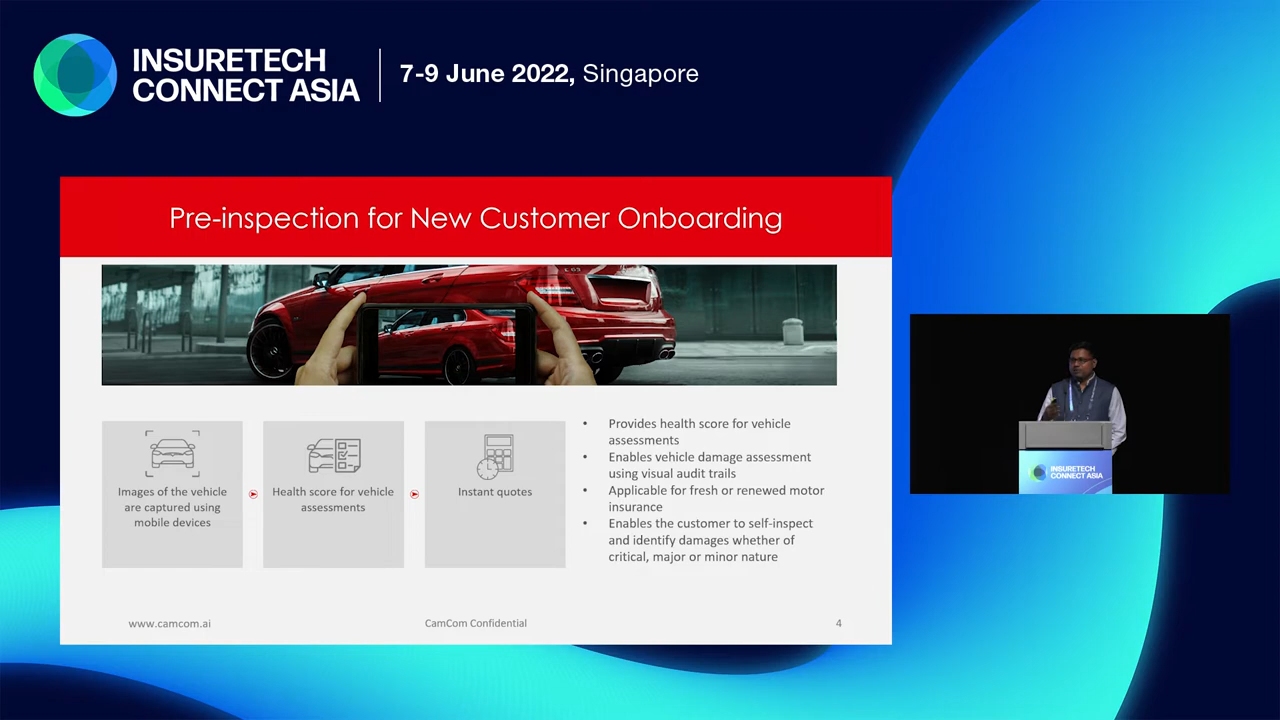 INSURETECH
CONNECT ASIA
7-9 June 2022, Singapore
Pre-inspection for New Customer Onboarding
Images of the vehicle
are captured using
mobile devices
Health score for vehicle
assessments
Instant quotes
• Provides health score for vehicle
assessments
• Enables vehicle damage assessment
using visual audit trails
• Applicable for fresh or renewed motor
insurance
• Enables the customer to self-inspect
and identify damages whether of
critical, major or minor nature
www.camcom.ai
CamCom Confidential
4
INSURETECH
CONNECT ASIA